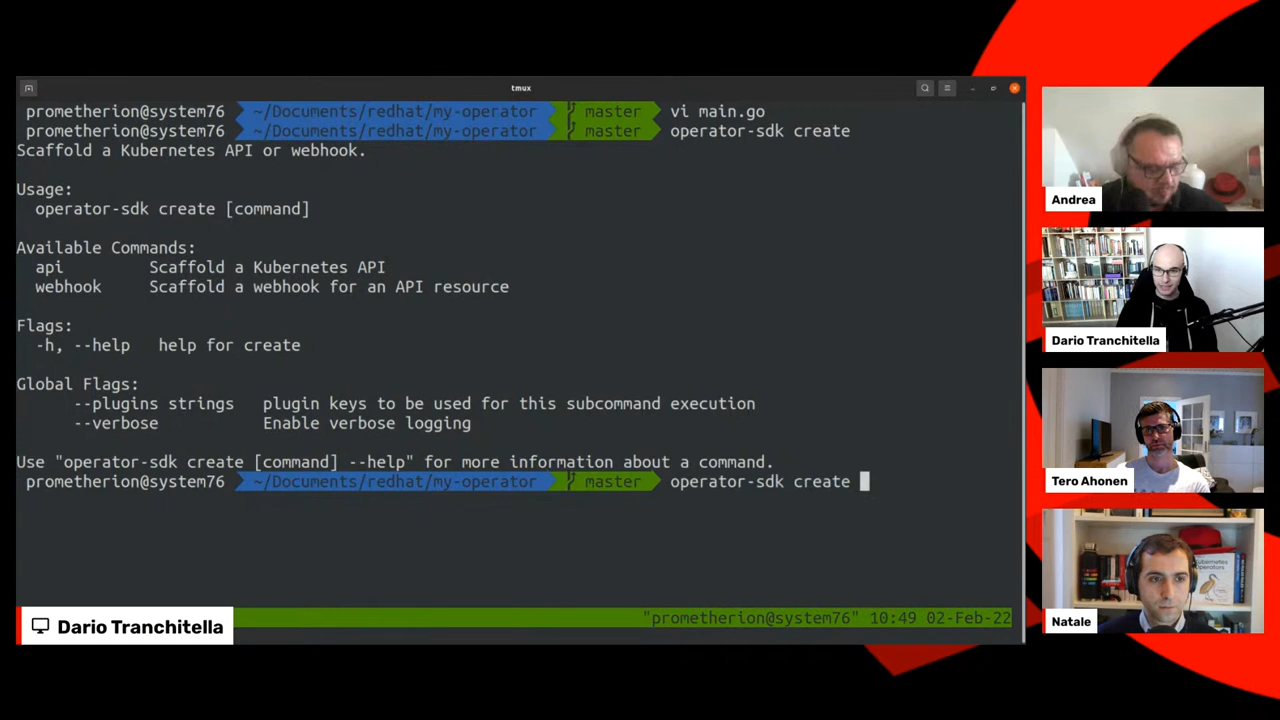 tmux
prometherion@system76 ~/Documents/redhat/my-operator master vi main.go
prometherion@system76 ~/Documents/redhat/my-operator master operator-sdk create
Scaffold a Kubernetes API or webhook.
Usage:
operator-sdk create [command]
Available Commands:
api Scaffold a Kubernetes API
webhook Scaffold a webhook for an API resource
Flags:
-h, --help help for create
Global Flags:
--plugins strings plugin keys to be used for this subcommand execution
--verbose Enable verbose logging
Use "operator-sdk create [command] --help" for more information about a command.
prometherion@system76 ~/Documents/redhat/my-operator master operator-sdk create
"prometherion@system76" 10:49 02-Feb-22
Dario Tranchitella
Andrea
Dario Tranchitella
Tero Ahonen
Kubernetes
Operators
Natale